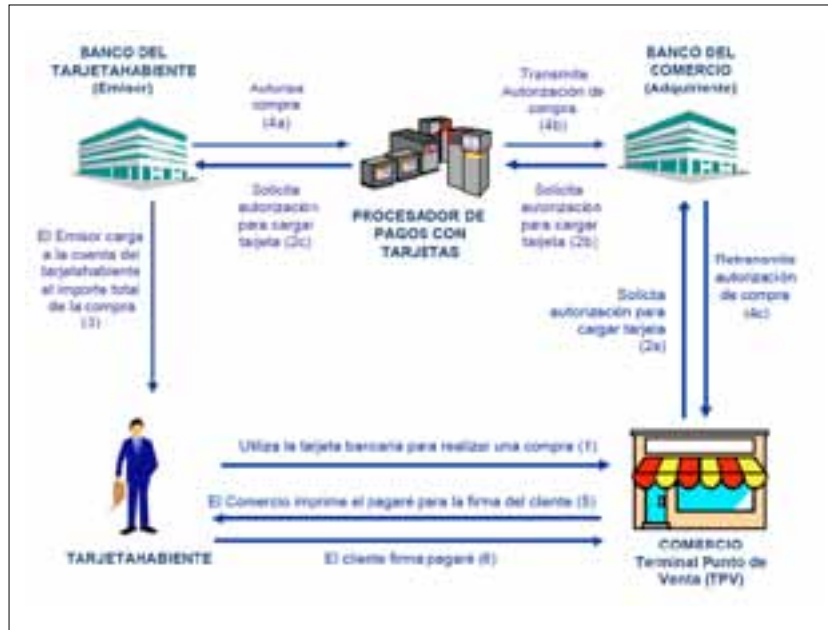 BANCO DEL
TARJETAHABIENTE
(Emisor)
Autoriza
compra
(4a)
Transmite
Autorización de
compra
(4b)
BANCO DEL
COMERCIO
(Adquiriente)
Solicita
autorización
para cargar
tarjeta (2c)
PROCESADOR DE
PAGOS CON
TARJETAS
Solicita
autorización
para cargar
tarjeta (2b)
El Emisor carga
a la cuenta del
tarjetahabiente
el importe total
de la compra
(3)
Solicita
autorización para
cargar tarjeta
(2a)
Retransmite
autorización
de compra
(4c)
Utiliza la tarjeta bancaria para realizar una compra (1)
El Comercio imprime el pagaré para la firma del cliente (5)
TARJETAHABIENTE
El cliente firma pagaré (6)
COMERCIO
Terminal Punto de
Venta (TPV)